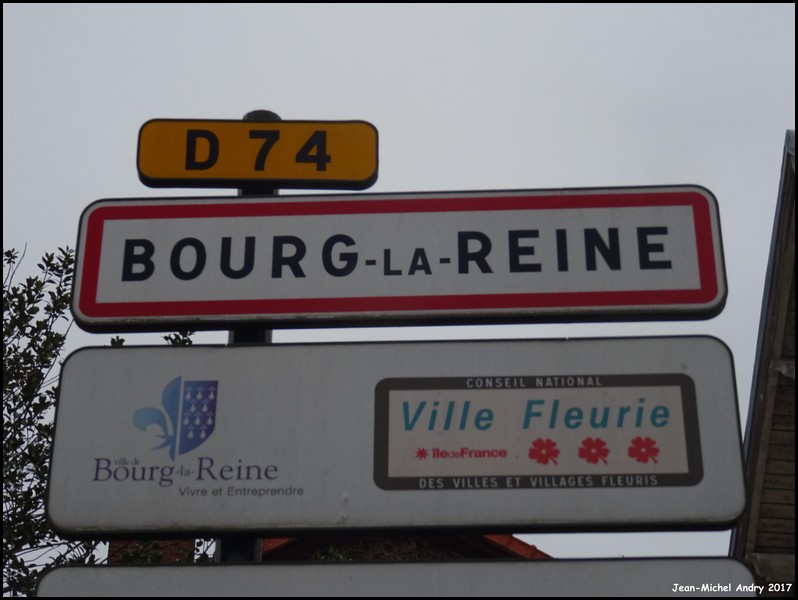 D 74
BOURG-LA-REINE
ville de
Bourg-la-Reine
Vivre et Entreprendre
CONSEIL NATIONAL
Ville Fleurie
îledeFrance
DES VILLES ET VILLAGES FLEURIS
Jean-Michel Andry 2017